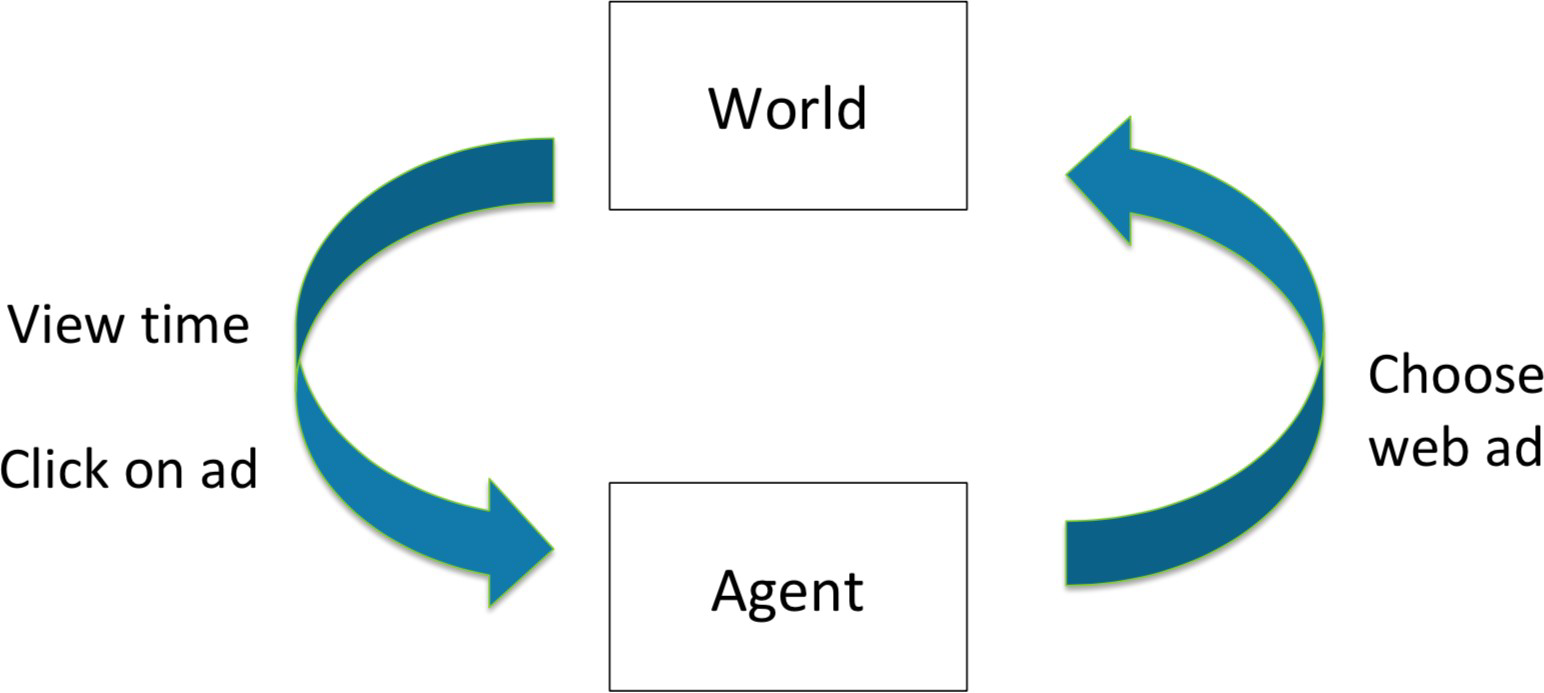 World
View time
Click on ad
Choose
web ad
Agent